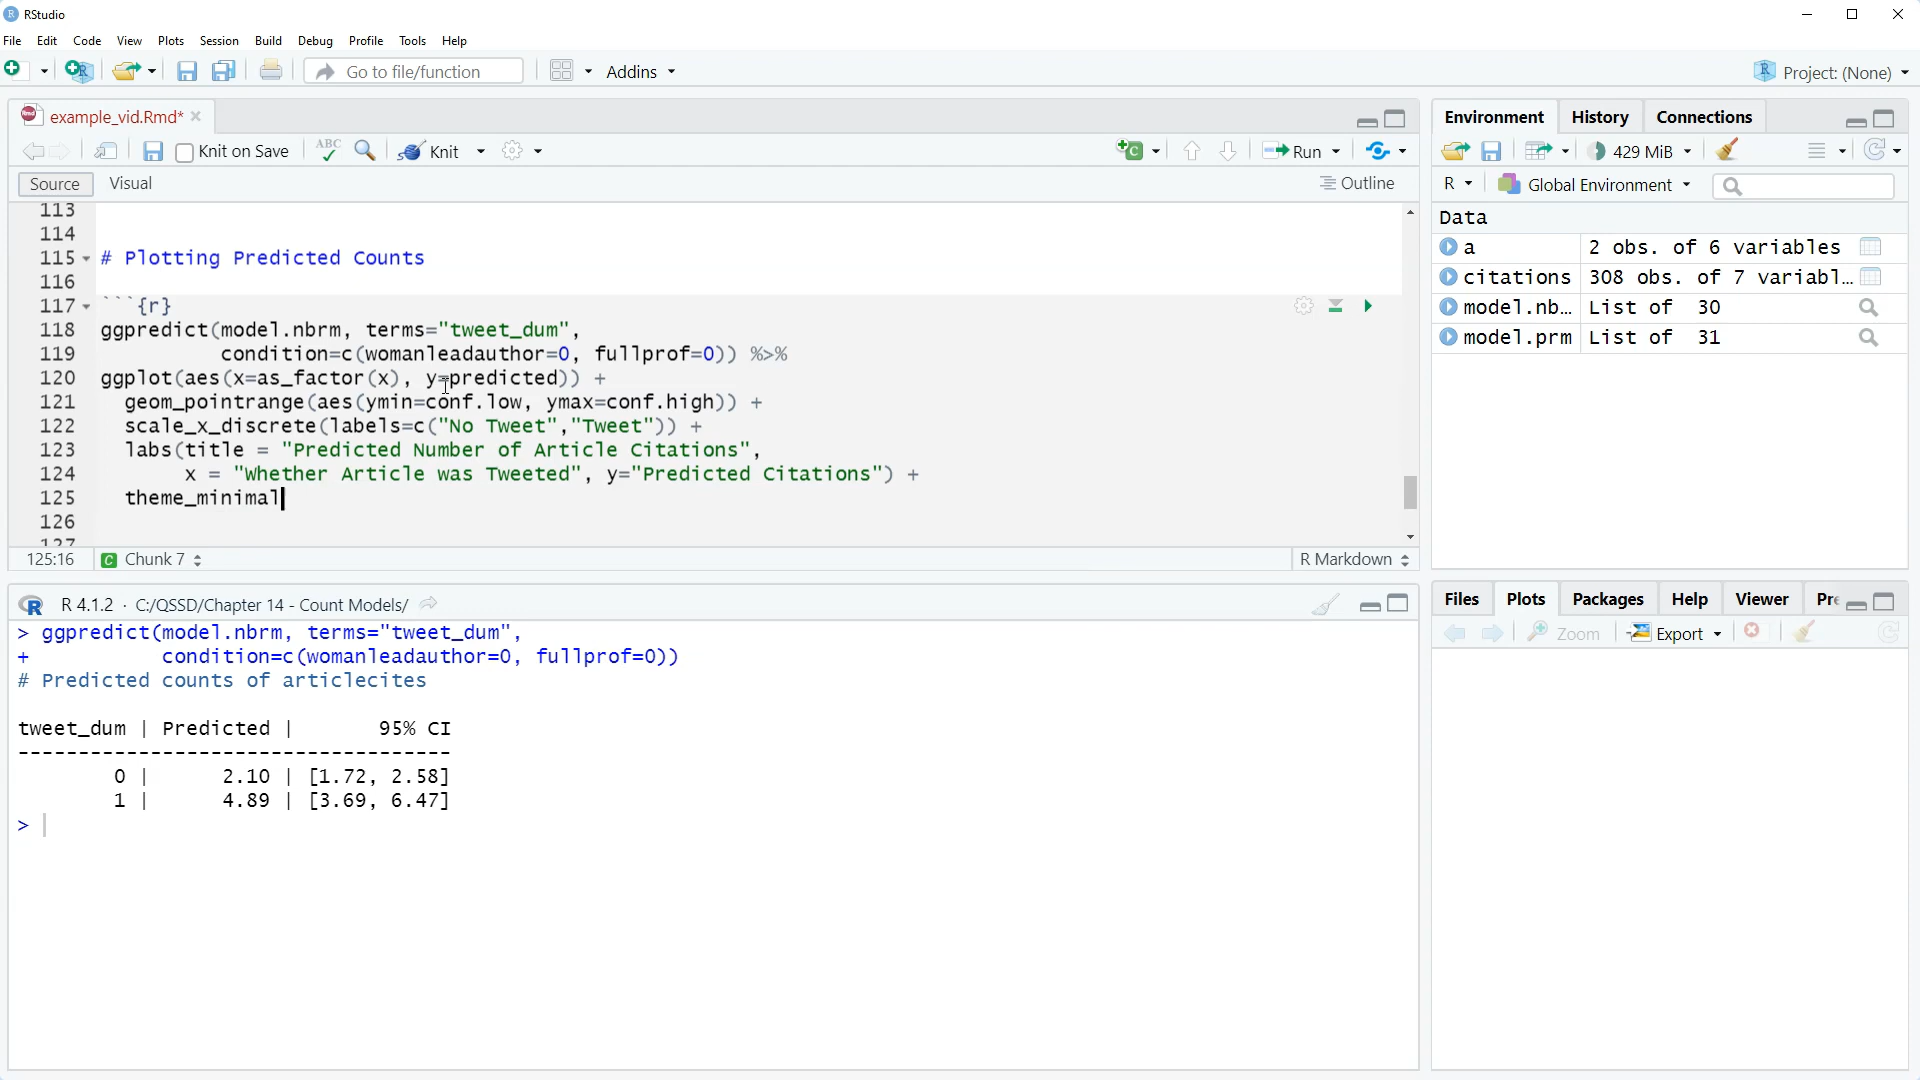 RStudio
File Edit Code View Plots Session Build Debug Profile Tools Help
Go to file/function Addins Project: (None)
example_vid.Rmd*
Knit on Save ABC Knit Run
Source Visual Outline
113
114
115 # Plotting Predicted Counts
116
117 ```{r}
118 ggpredict(model.nbrm, terms="tweet_dum",
119 condition=c(womanleadauthor=0, fullprof=0)) %>%
120 ggplot(aes(x=as_factor(x), y=predicted)) +
121 geom_pointrange(aes(ymin=conf.low, ymax=conf.high)) +
122 scale_x_discrete(labels=c("No Tweet","Tweet")) +
123 labs(title = "Predicted Number of Article Citations",
124 x = "Whether Article was Tweeted", y="Predicted Citations") +
125 theme_minimal
126
127
125:16 C Chunk 7 R Markdown
R 4.1.2 · C:/QSSD/Chapter 14 - Count Models/
> ggpredict(model.nbrm, terms="tweet_dum",
+ condition=c(womanleadauthor=0, fullprof=0))
# Predicted counts of articlecites
tweet_dum | Predicted | 95% CI
-------------------------------------
0 | 2.10 | [1.72, 2.58]
1 | 4.89 | [3.69, 6.47]
>
Environment History Connections
429 MiB
R Global Environment
Data
a 2 obs. of 6 variables
citations 308 obs. of 7 variabl…
model.nb… List of 30
model.prm List of 31
Files Plots Packages Help Viewer Pre
Zoom Export